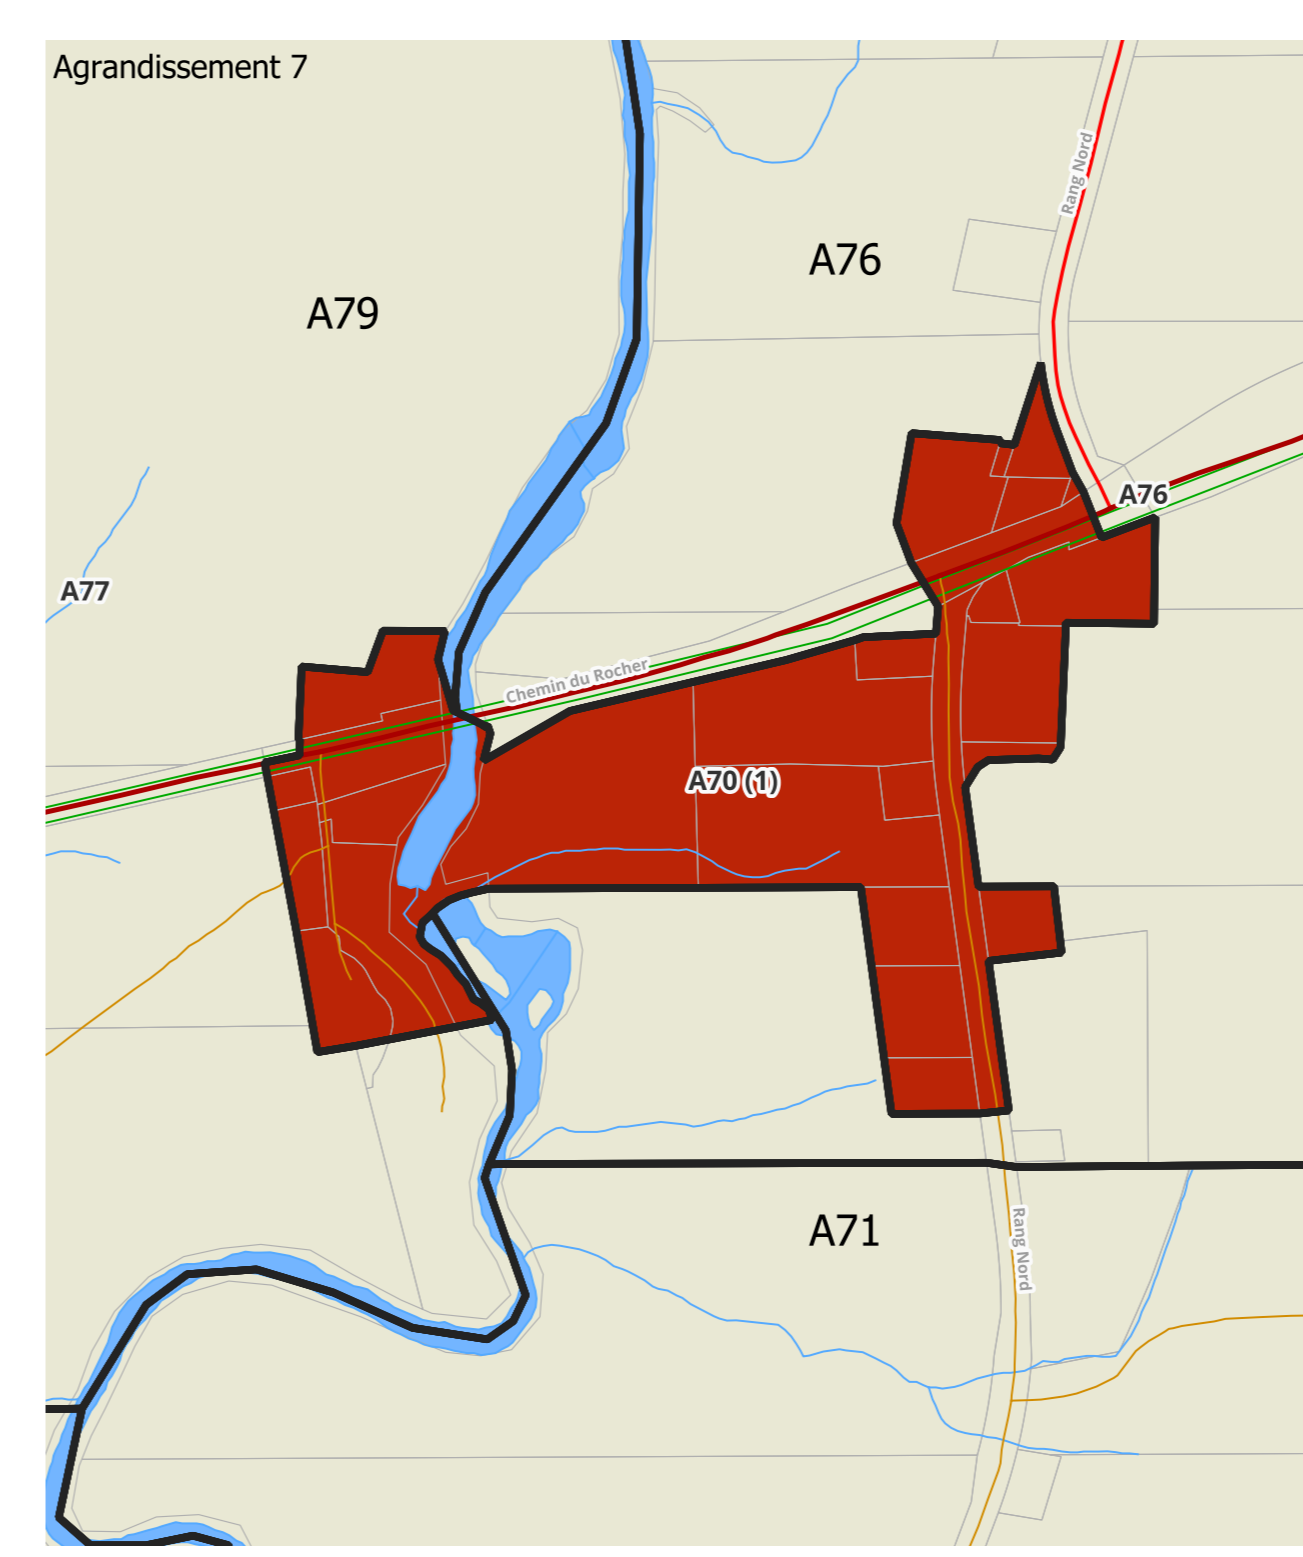 Agrandissement 7
Rang Nord
A76
A79
A76
A77
Chemin du Rocher
A70 (1)
A71
Rang Nord